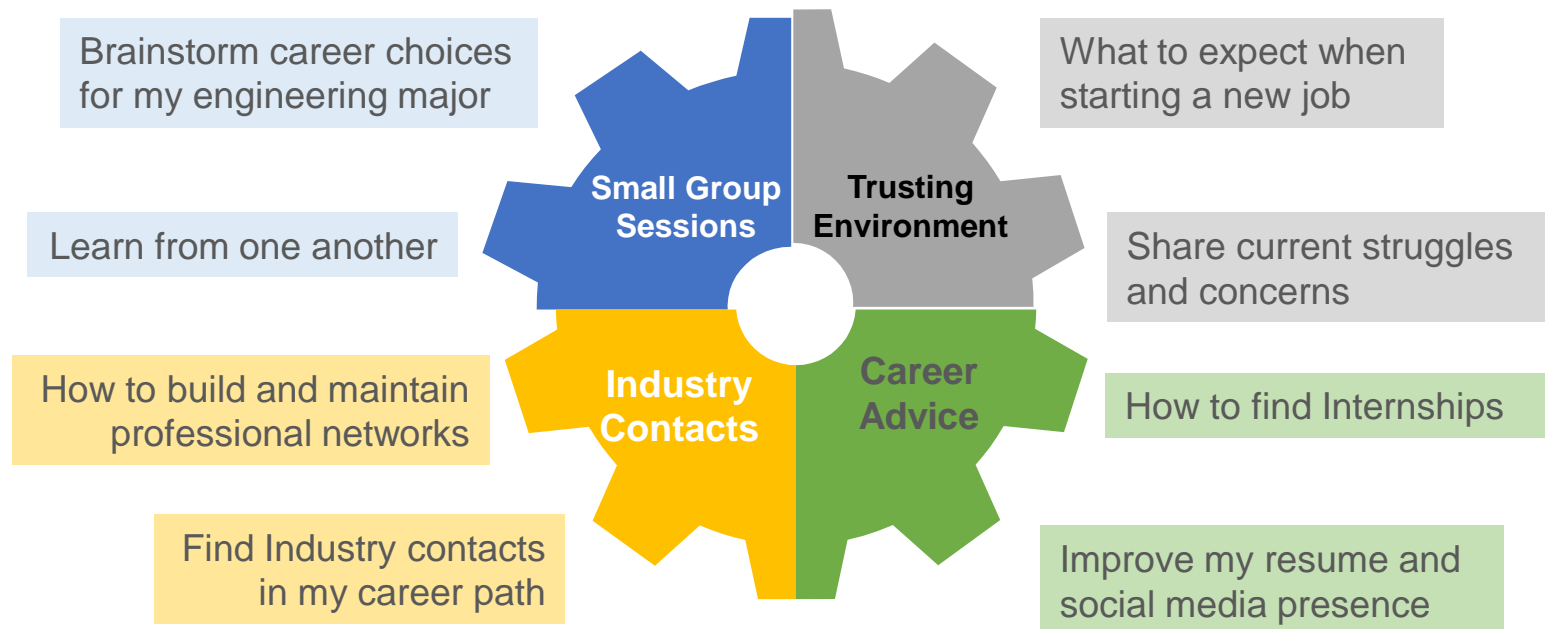 Brainstorm career choices
for my engineering major
Learn from one another
How to build and maintain
professional networks
Find Industry contacts
in my career path
Small Group
Sessions
Trusting
Environment
Industry
Contacts
Career
Advice
What to expect when
starting a new job
Share current struggles
and concerns
How to find Internships
Improve my resume and
social media presence